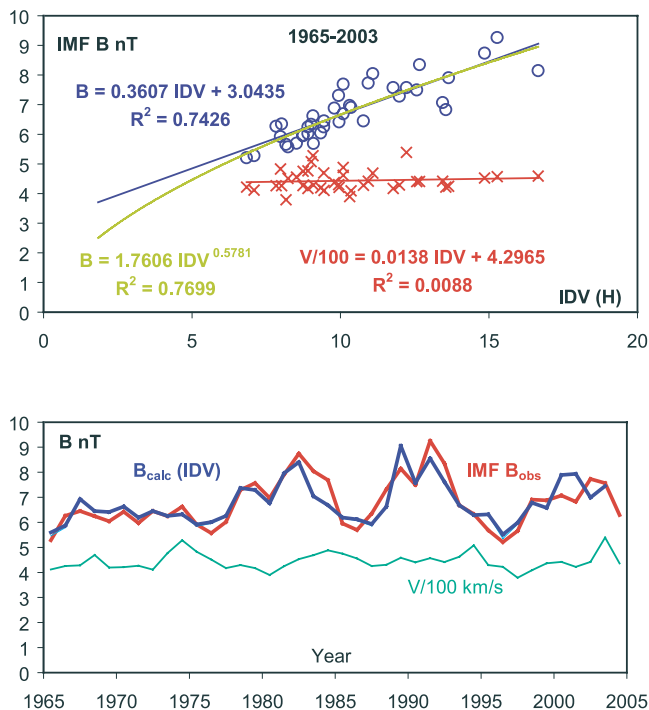 10
9
8
7
6
5
4
3
2
1
0
IMF B nT
1965-2003
B = 0.3607 IDV + 3.0435
R² = 0.7426
B = 1.7606 IDV^0.5781
R² = 0.7699
V/100 = 0.0138 IDV + 4.2965
R² = 0.0088
IDV (H)
0 5 10 15 20
10
9
8
7
6
5
4
3
2
1
0
B nT
Bcalc (IDV)
IMF Bobs
V/100 km/s
Year
1965 1970 1975 1980 1985 1990 1995 2000 2005